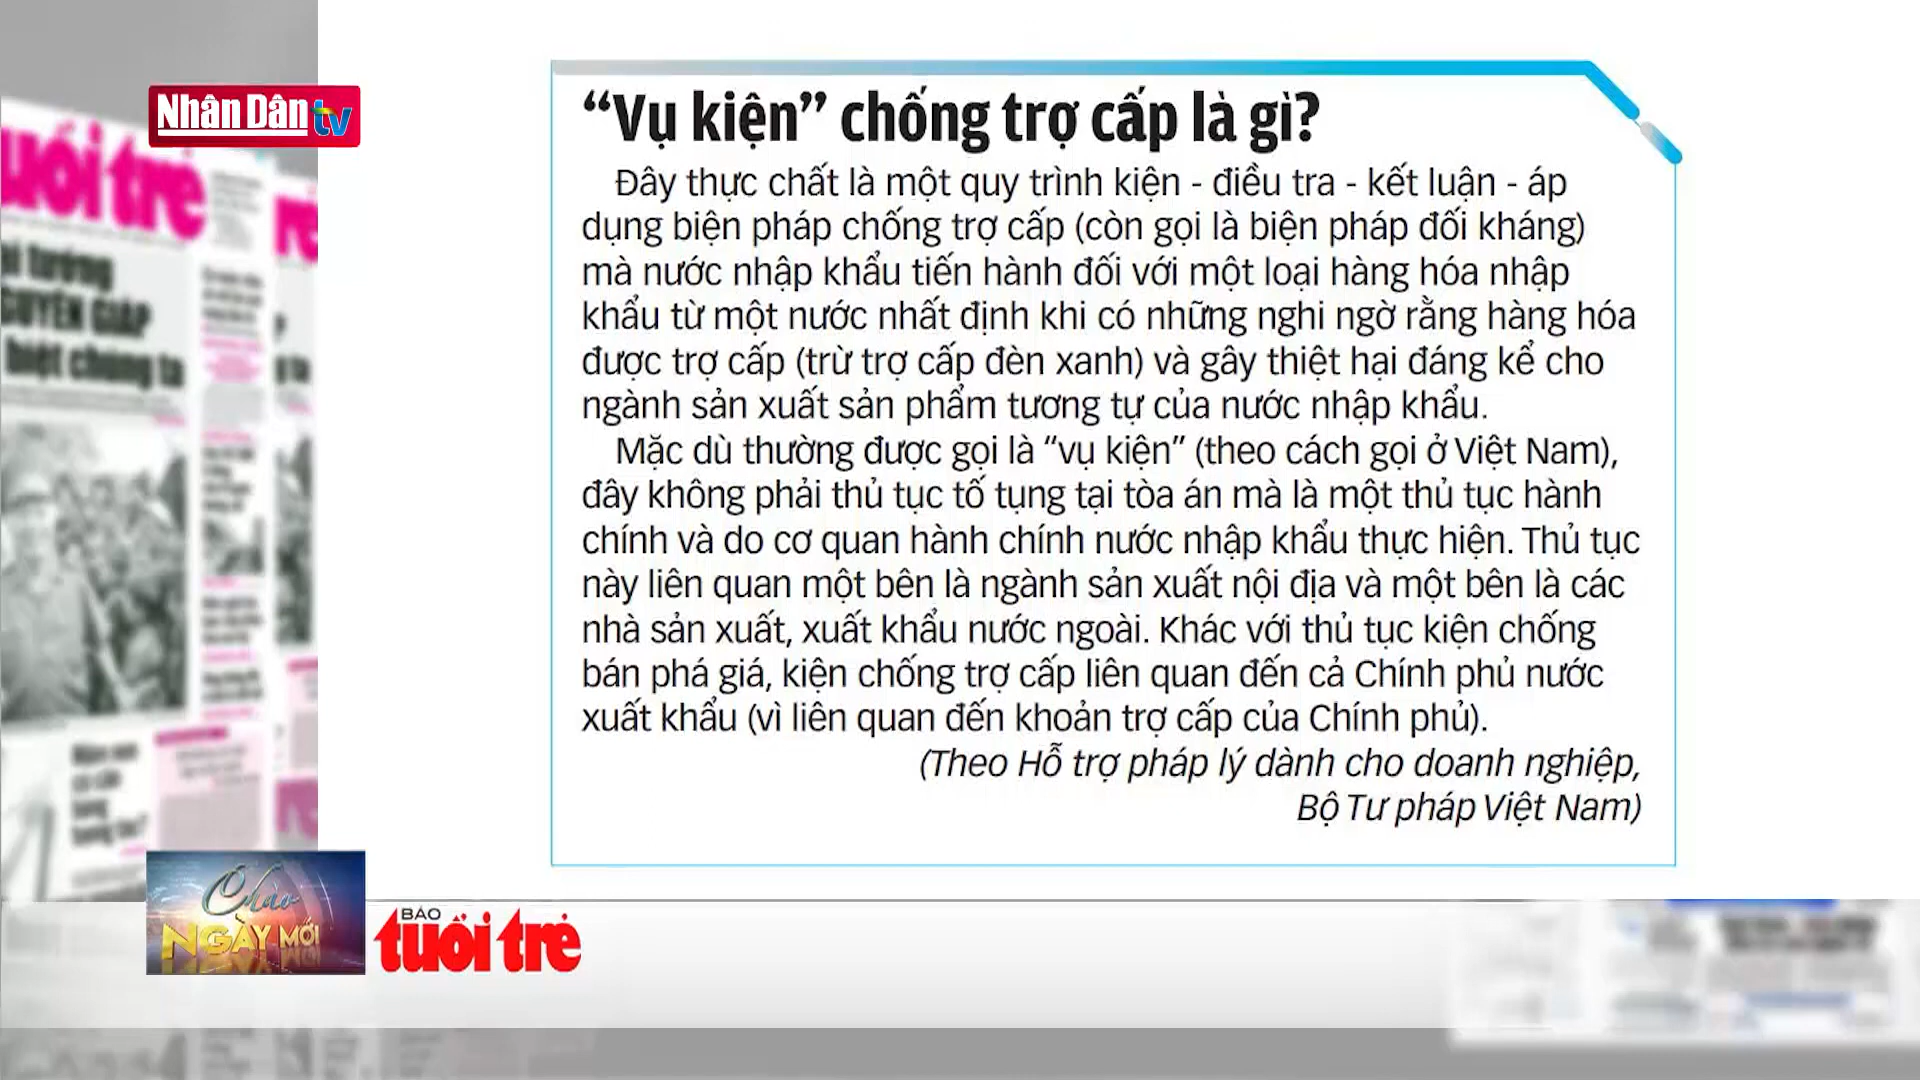 Nhân Dân tv
“Vụ kiện” chống trợ cấp là gì?
Đây thực chất là một quy trình kiện - điều tra - kết luận - áp
dụng biện pháp chống trợ cấp (còn gọi là biện pháp đối kháng)
mà nước nhập khẩu tiến hành đối với một loại hàng hóa nhập
khẩu từ một nước nhất định khi có những nghi ngờ rằng hàng hóa
được trợ cấp (trừ trợ cấp đèn xanh) và gây thiệt hại đáng kể cho
ngành sản xuất sản phẩm tương tự của nước nhập khẩu.
Mặc dù thường được gọi là “vụ kiện” (theo cách gọi ở Việt Nam),
đây không phải thủ tục tố tụng tại tòa án mà là một thủ tục hành
chính và do cơ quan hành chính nước nhập khẩu thực hiện. Thủ tục
này liên quan một bên là ngành sản xuất nội địa và một bên là các
nhà sản xuất, xuất khẩu nước ngoài. Khác với thủ tục kiện chống
bán phá giá, kiện chống trợ cấp liên quan đến cả Chính phủ nước
xuất khẩu (vì liên quan đến khoản trợ cấp của Chính phủ).
(Theo Hỗ trợ pháp lý dành cho doanh nghiệp,
Bộ Tư pháp Việt Nam)
tuổi trẻ
biệt chúng ta
Chào
NGÀY MỚI
BÁO
tuổi trẻ